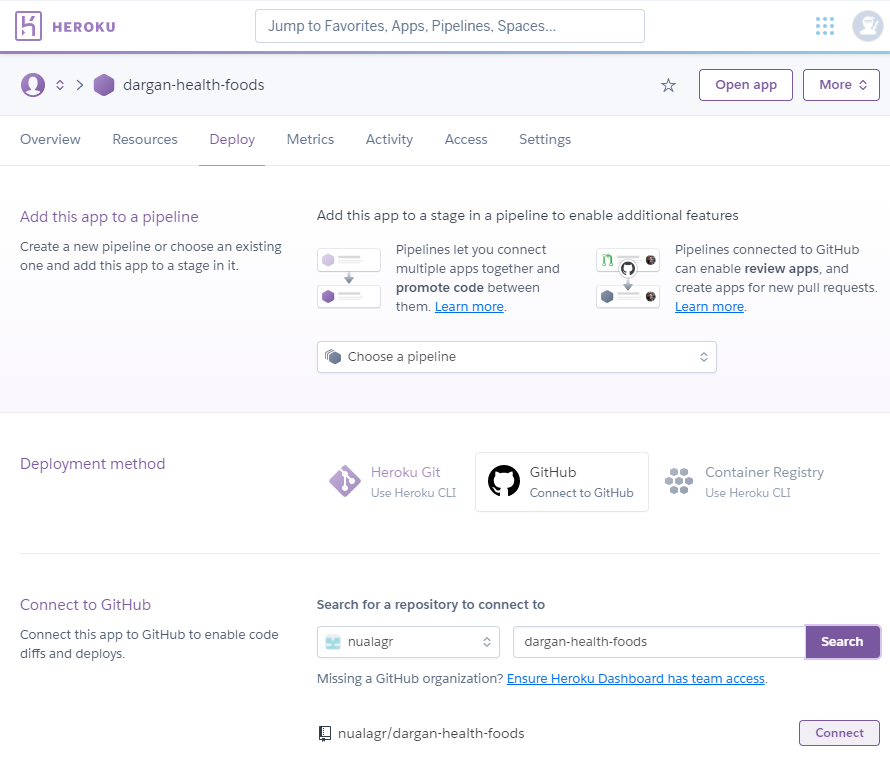 HEROKU
Jump to Favorites, Apps, Pipelines, Spaces...
dargan-health-foods
Open app
More
Overview
Resources
Deploy
Metrics
Activity
Access
Settings
Add this app to a pipeline
Create a new pipeline or choose an existing
one and add this app to a stage in it.
Add this app to a stage in a pipeline to enable additional features
Pipelines let you connect
multiple apps together and
promote code between
them. Learn more.
Pipelines connected to GitHub
can enable review apps, and
create apps for new pull requests.
Learn more.
Choose a pipeline
Deployment method
Heroku Git
Use Heroku CLI
GitHub
Connect to GitHub
Container Registry
Use Heroku CLI
Connect to GitHub
Connect this app to GitHub to enable code
diffs and deploys.
Search for a repository to connect to
nualagr
dargan-health-foods
Search
Missing a GitHub organization? Ensure Heroku Dashboard has team access.
nualagr/dargan-health-foods
Connect